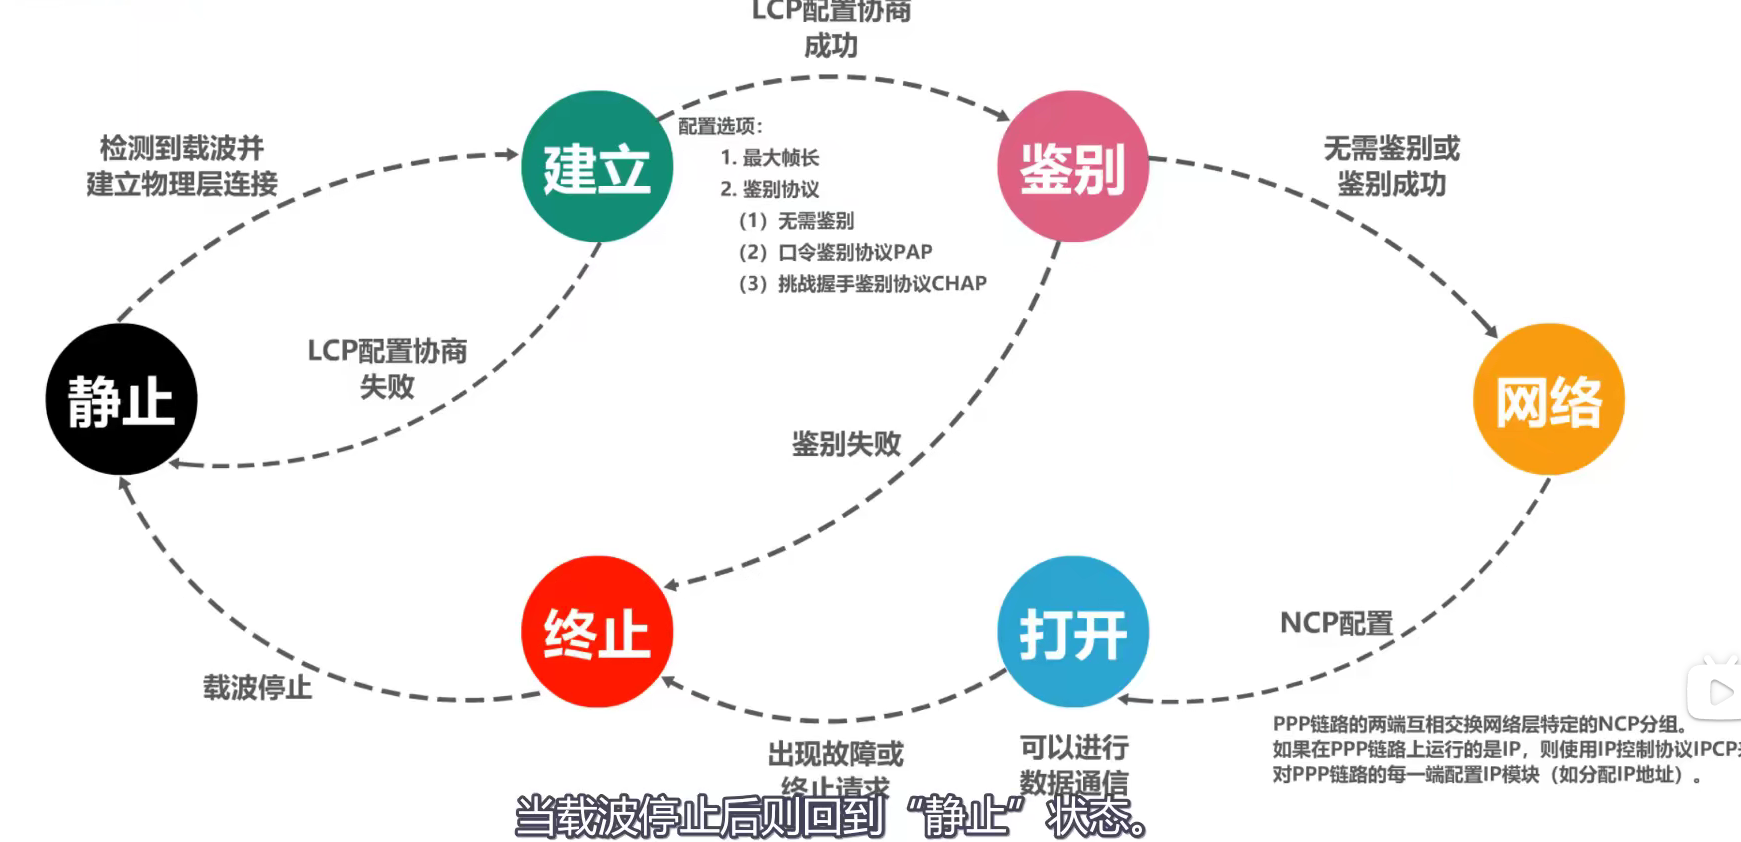 LCP配置协商
成功
检测到载波并
建立物理层连接
建立
配置选项：
1. 最大帧长
2. 鉴别协议
（1）无需鉴别
（2）口令鉴别协议PAP
（3）挑战握手鉴别协议CHAP
鉴别
无需鉴别或
鉴别成功
静止
LCP配置协商
失败
鉴别失败
网络
终止
打开
NCP配置
载波停止
出现故障或
终止请求
可以进行
数据通信
PPP链路的两端互相交换网络层特定的NCP分组。
如果在PPP链路上运行的是IP，则使用IP控制协议IPCP来
对PPP链路的每一端配置IP模块（如分配IP地址）。
当载波停止后则回到“静止”状态。